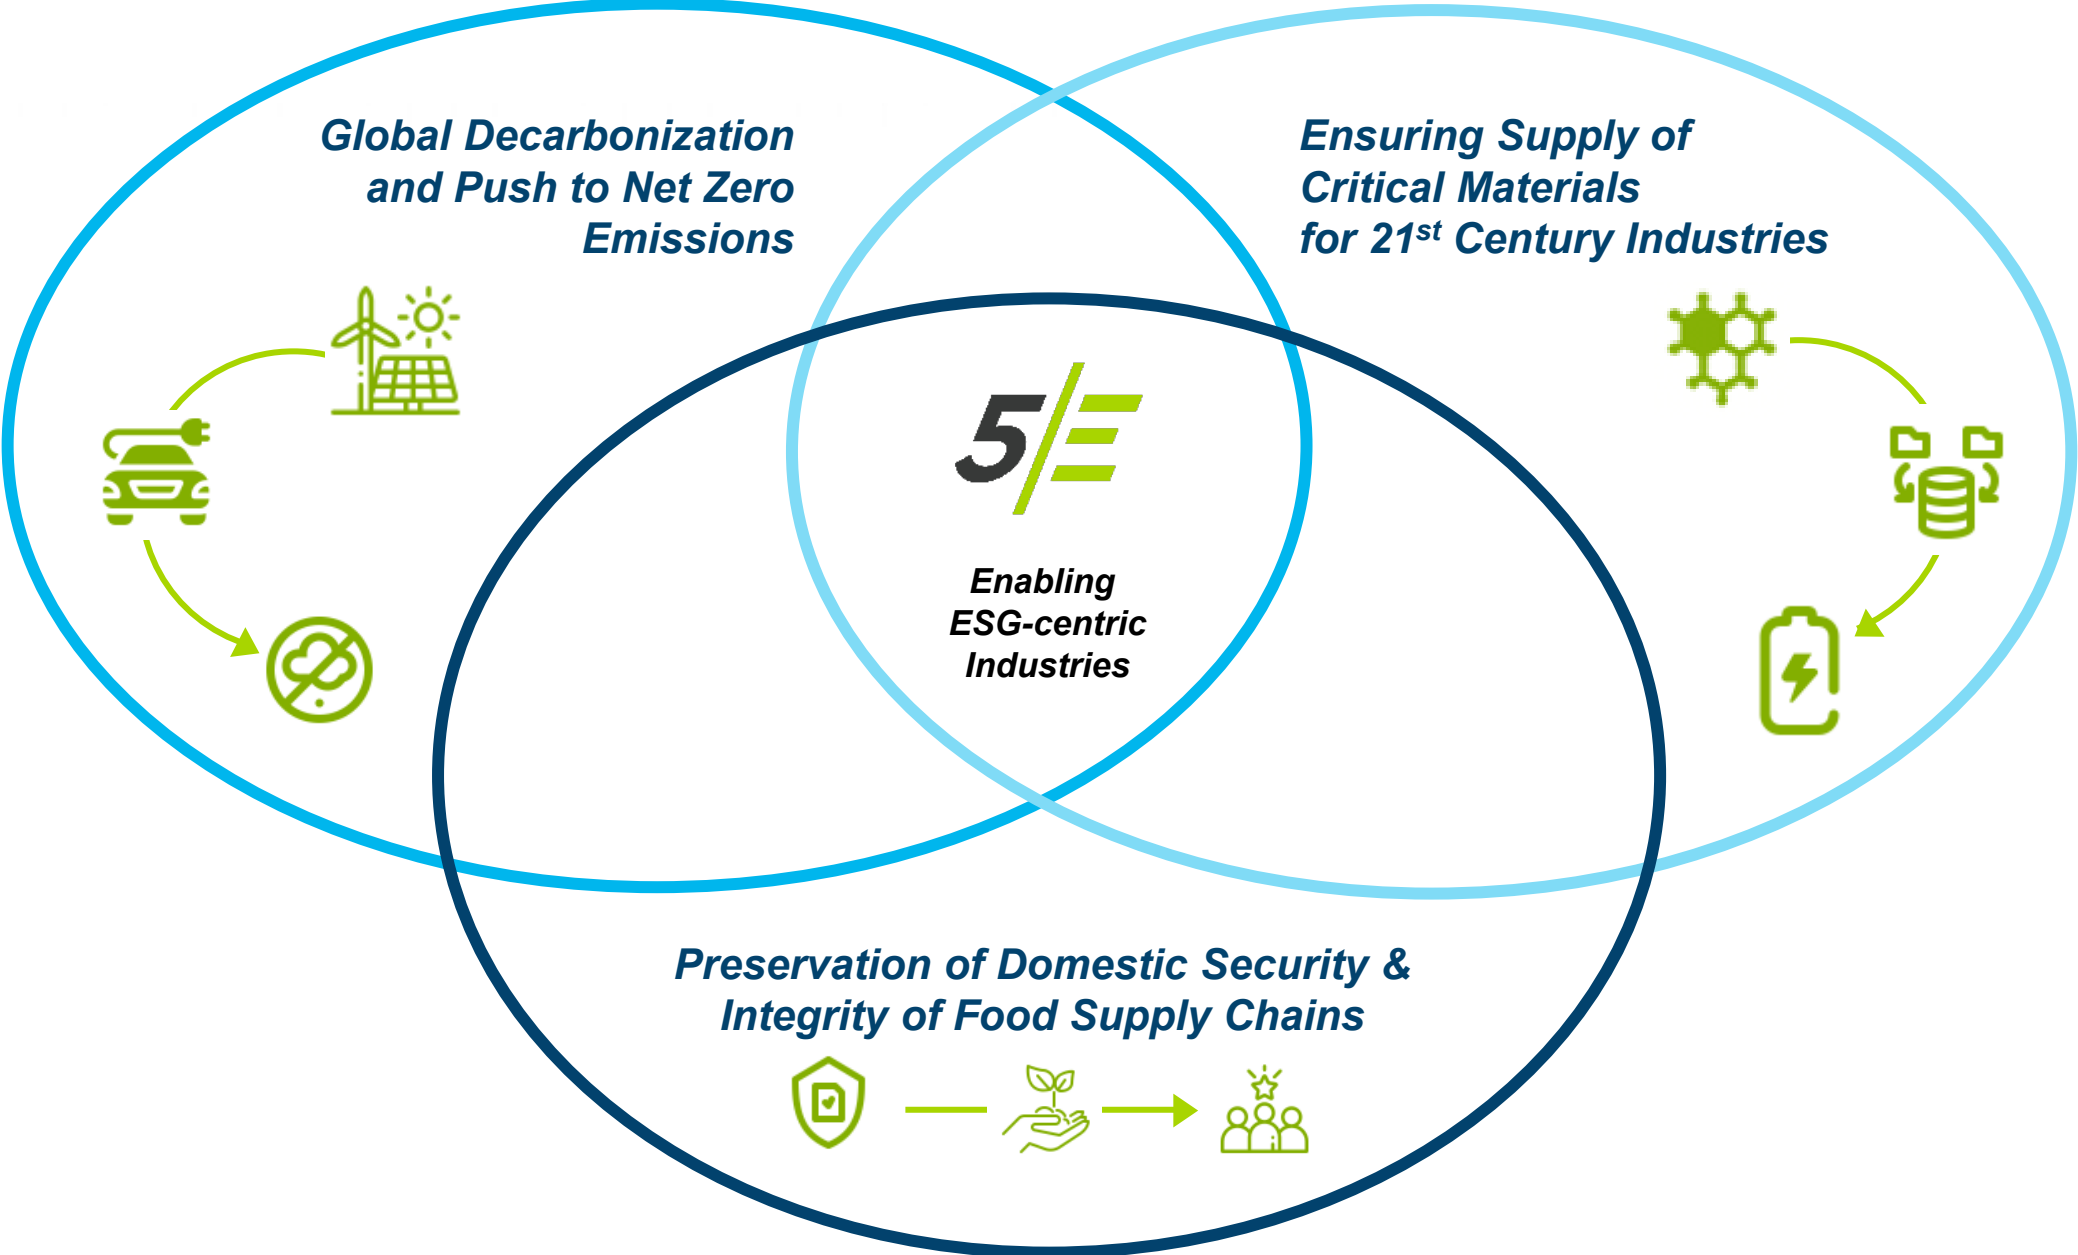 Global Decarbonization
and Push to Net Zero
Emissions
Ensuring Supply of
Critical Materials
for 21st Century Industries
5/E
Enabling
ESG-centric
Industries
Preservation of Domestic Security &
Integrity of Food Supply Chains